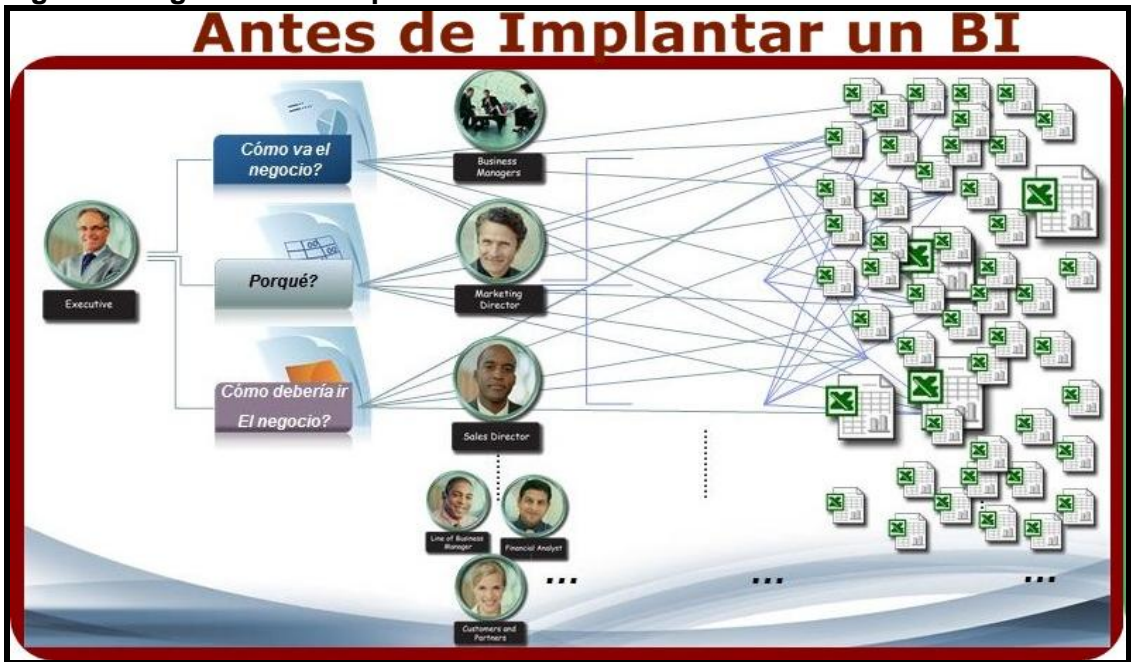 Antes de Implantar un BI
Cómo va el
negocio?
Business
Managers
Executive
Porqué?
Marketing
Director
Cómo debería ir
El negocio?
Sales Director
Line of Business
Manager
Financial Analyst
...
...
...
Customers and
Partners